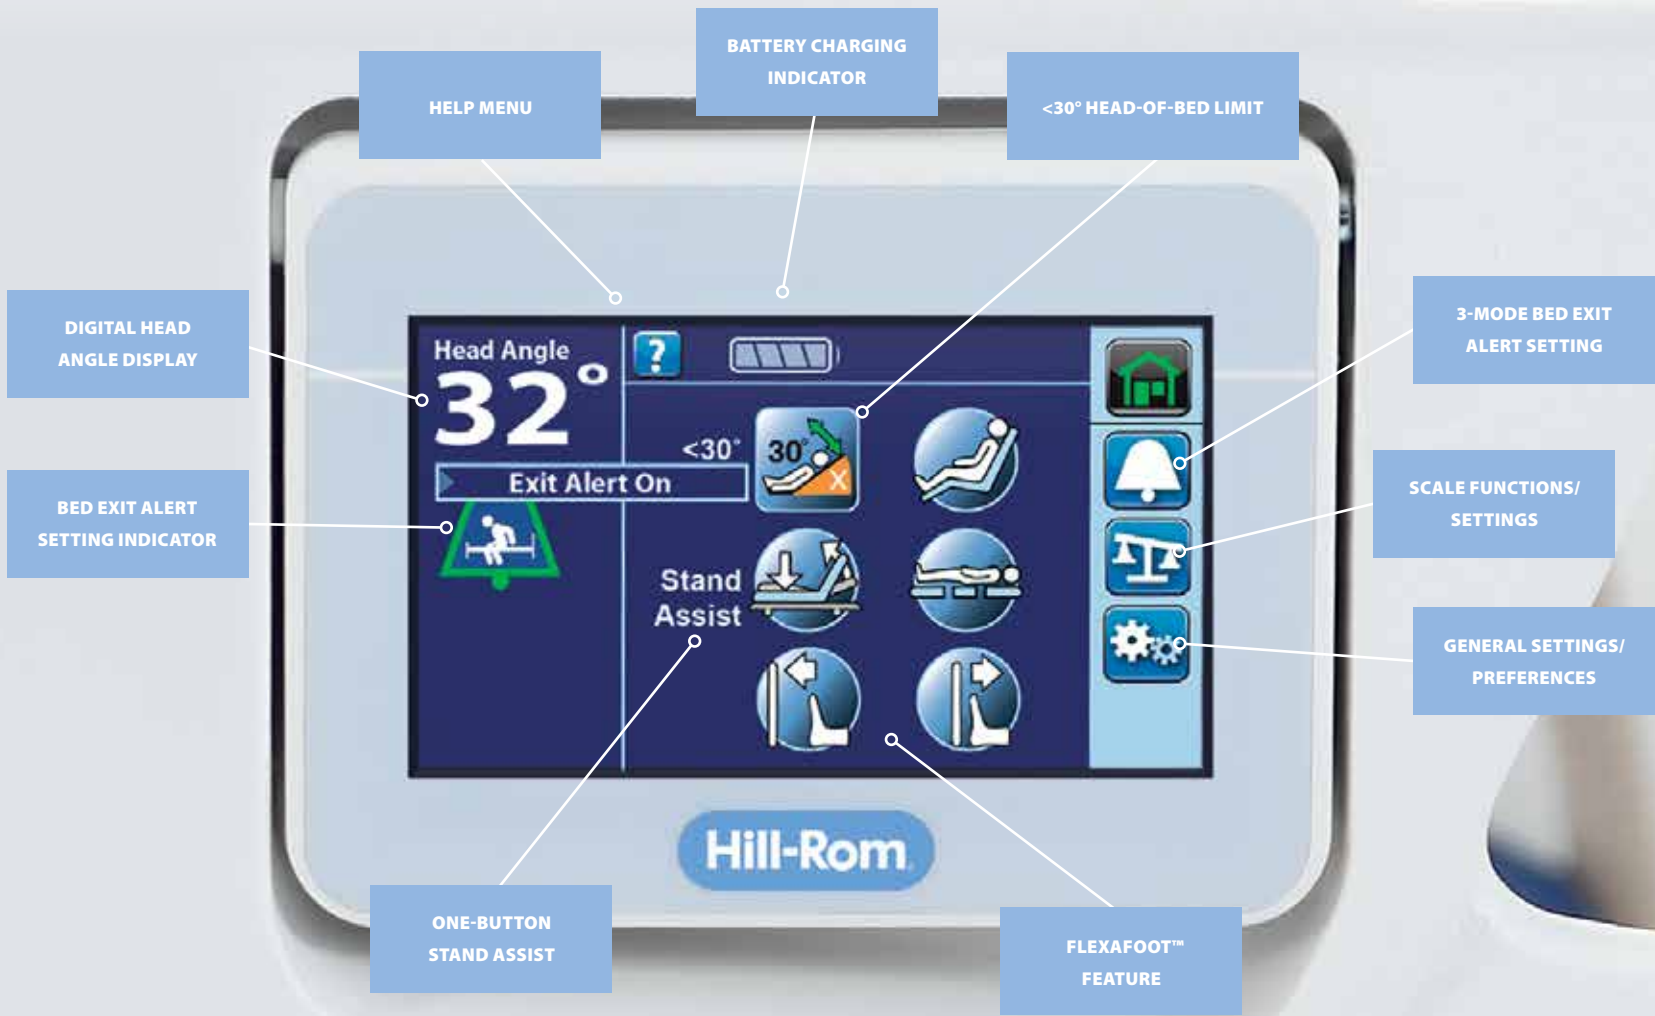 BATTERY CHARGING
INDICATOR
HELP MENU
<30° HEAD-OF-BED LIMIT
DIGITAL HEAD
ANGLE DISPLAY
3-MODE BED EXIT
ALERT SETTING
Head Angle
32°
?
<30°
30°
X
Exit Alert On
BED EXIT ALERT
SETTING INDICATOR
SCALE FUNCTIONS/
SETTINGS
Stand
Assist
GENERAL SETTINGS/
PREFERENCES
Hill-Rom
ONE-BUTTON
STAND ASSIST
FLEXAFOOT™
FEATURE